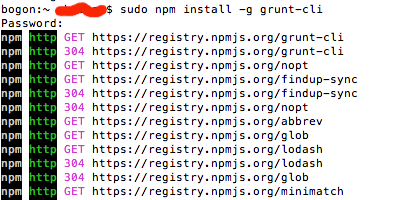 bogon:~ $ sudo npm install -g grunt-cli
Password:
npm http GET https://registry.npmjs.org/grunt-cli
npm http 304 https://registry.npmjs.org/grunt-cli
npm http GET https://registry.npmjs.org/nopt
npm http GET https://registry.npmjs.org/findup-sync
npm http 304 https://registry.npmjs.org/findup-sync
npm http 304 https://registry.npmjs.org/nopt
npm http GET https://registry.npmjs.org/abbrev
npm http GET https://registry.npmjs.org/glob
npm http GET https://registry.npmjs.org/lodash
npm http 304 https://registry.npmjs.org/lodash
npm http 304 https://registry.npmjs.org/glob
npm http GET https://registry.npmjs.org/minimatch